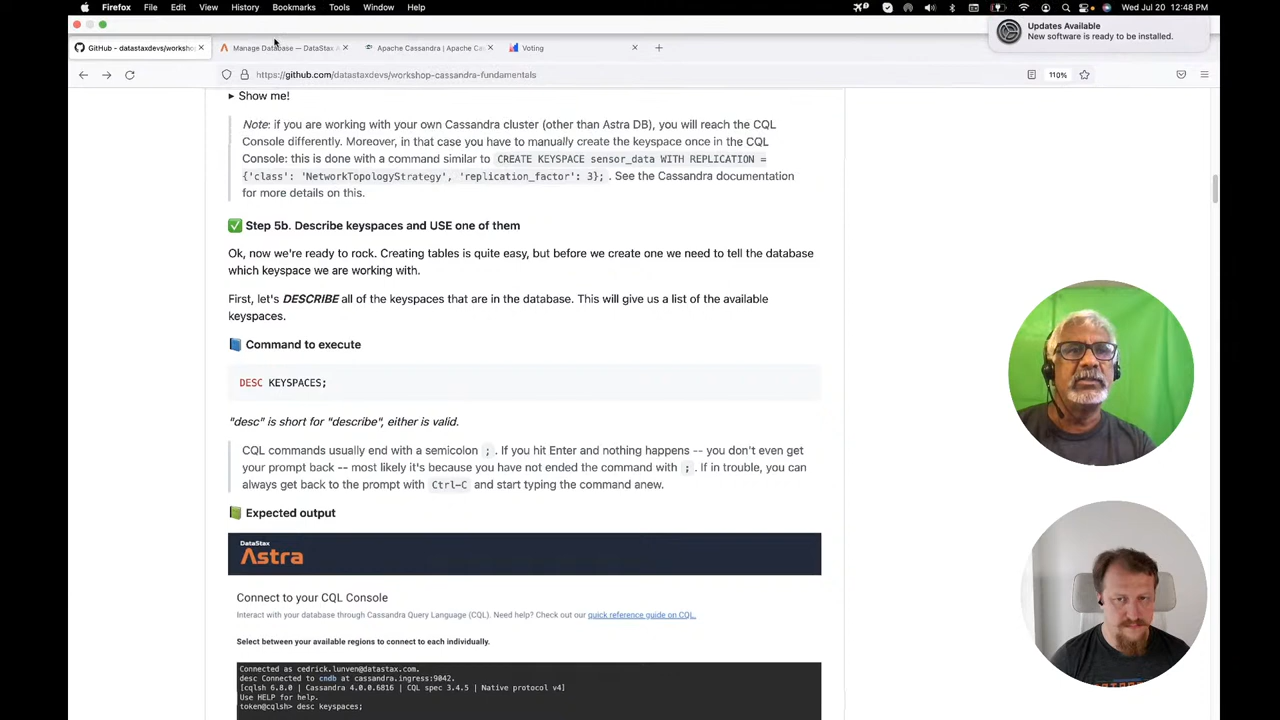 Firefox File Edit View History Bookmarks Tools Window Help
Wed Jul 20 12:48 PM
GitHub - datastaxdevs/worksho
Manage Database — DataStax A
Apache Cassandra | Apache Ca
Voting
Updates Available
New software is ready to be installed.
https://github.com/datastaxdevs/workshop-cassandra-fundamentals
110%
Show me!
Note: if you are working with your own Cassandra cluster (other than Astra DB), you will reach the CQL
Console differently. Moreover, in that case you have to manually create the keyspace once in the CQL
Console: this is done with a command similar to CREATE KEYSPACE sensor_data WITH REPLICATION =
{'class': 'NetworkTopologyStrategy', 'replication_factor': 3}; . See the Cassandra documentation
for more details on this.
Step 5b. Describe keyspaces and USE one of them
Ok, now we're ready to rock. Creating tables is quite easy, but before we create one we need to tell the database
which keyspace we are working with.
First, let's DESCRIBE all of the keyspaces that are in the database. This will give us a list of the available
keyspaces.
Command to execute
DESC KEYSPACES;
"desc" is short for "describe", either is valid.
CQL commands usually end with a semicolon ; . If you hit Enter and nothing happens -- you don't even get
your prompt back -- most likely it's because you have not ended the command with ; . If in trouble, you can
always get back to the prompt with Ctrl-C and start typing the command anew.
Expected output
DataStax
Astra
Connect to your CQL Console
Interact with your database through Cassandra Query Language (CQL). Need help? Check out our quick reference guide on CQL.
Select between your available regions to connect to each individually.
Connected as cedrick.lunven@datastax.com.
desc Connected to cndb at cassandra.ingress:9042.
[cqlsh 6.8.0 | Cassandra 4.0.0.6816 | CQL spec 3.4.5 | Native protocol v4]
Use HELP for help.
token@cqlsh> desc keyspaces;